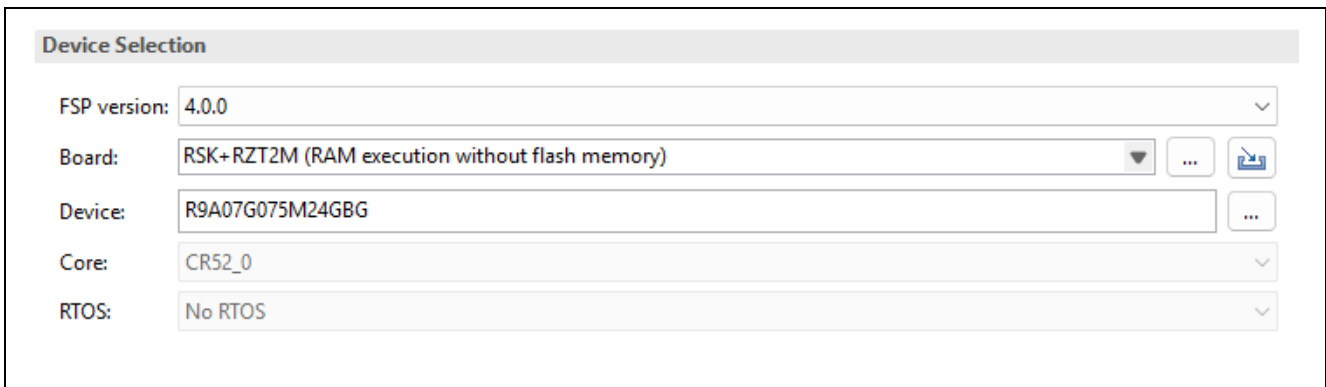 Device Selection
FSP version: 4.0.0
Board: RSK+RZT2M (RAM execution without flash memory) ...
Device: R9A07G075M24GBG ...
Core: CR52_0
RTOS: No RTOS